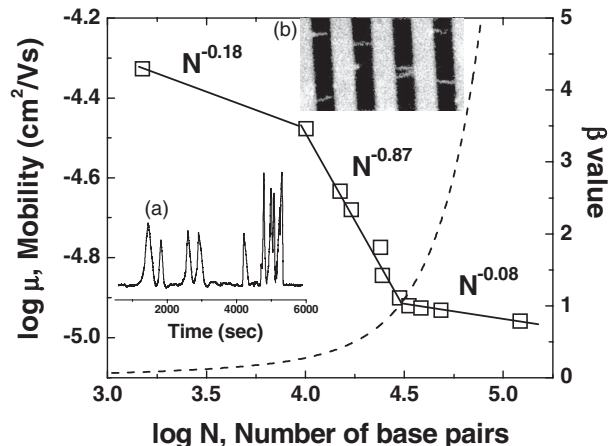 -4.2
-4.4
-4.6
-4.8
-5.0
log μ, Mobility (cm²/Vs)
N⁻⁰·¹⁸
(b)
N⁻⁰·⁸⁷
N⁻⁰·⁰⁸
(a)
2000 4000 6000
Time (sec)
5
4
3
2
1
0
β value
3.0 3.5 4.0 4.5 5.0
log N, Number of base pairs